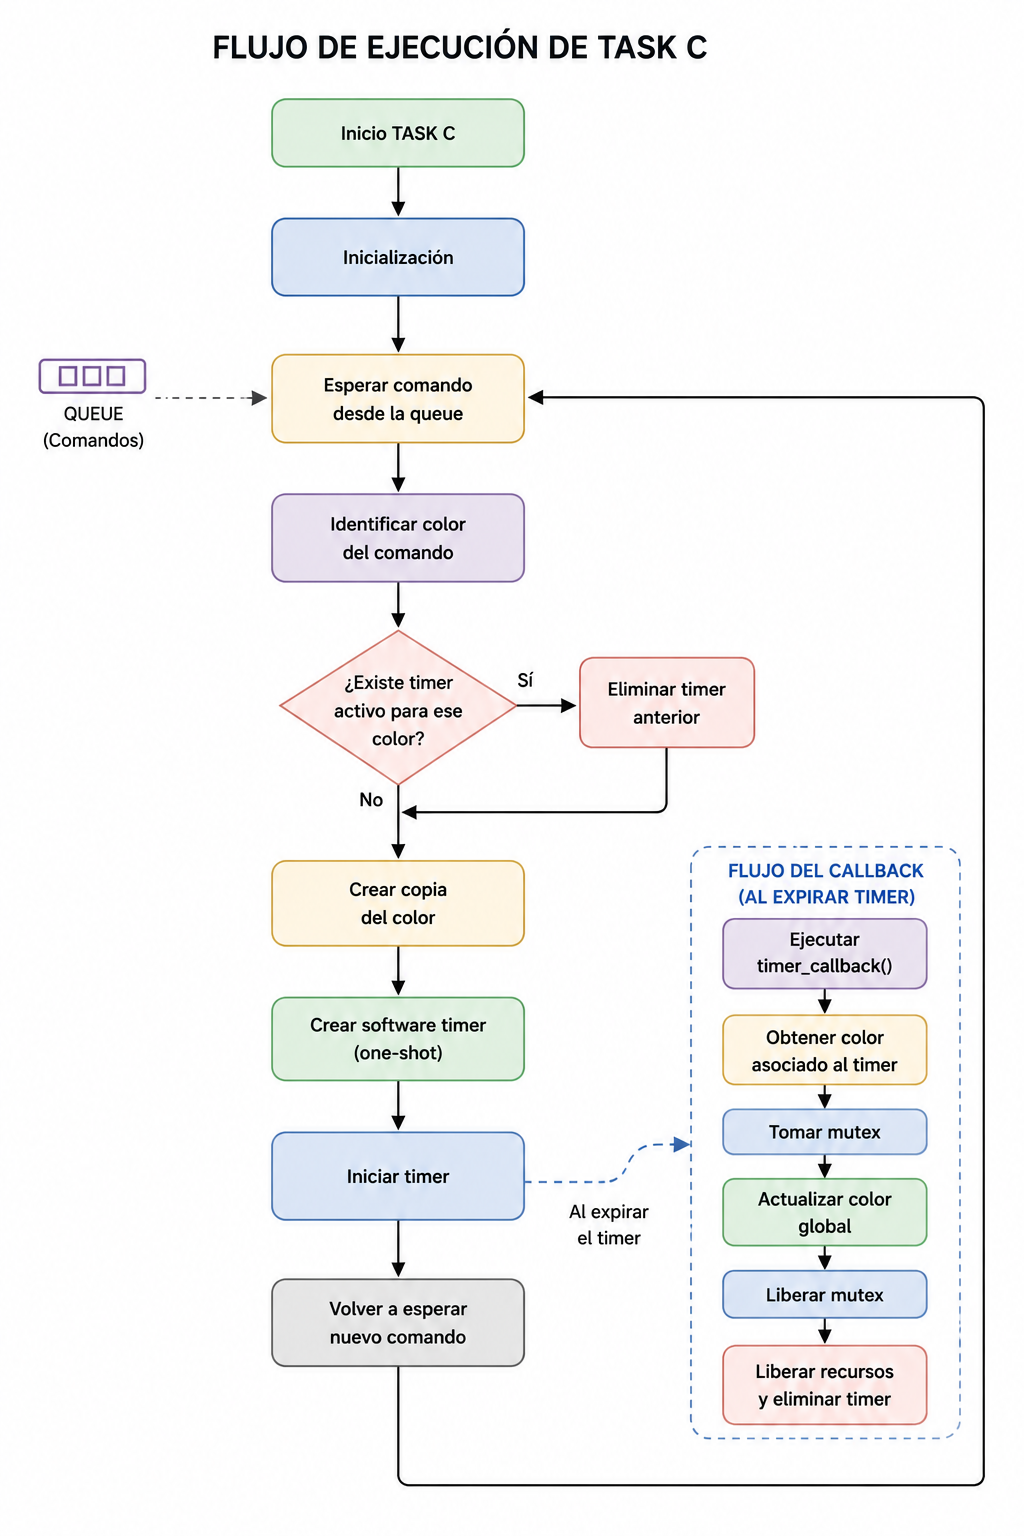 FLUJO DE EJECUCIÓN DE TASK C
Inicio TASK C
Inicialización
QUEUE
(Comandos)
Esperar comando
desde la queue
Identificar color
del comando
¿Existe timer
activo para ese
color?
Sí
Eliminar timer
anterior
No
Crear copia
del color
Crear software timer
(one-shot)
Iniciar timer
Al expirar
el timer
Volver a esperar
nuevo comando
FLUJO DEL CALLBACK
(AL EXPIRAR TIMER)
Ejecutar
timer_callback()
Obtener color
asociado al timer
Tomar mutex
Actualizar color
global
Liberar mutex
Liberar recursos
y eliminar timer